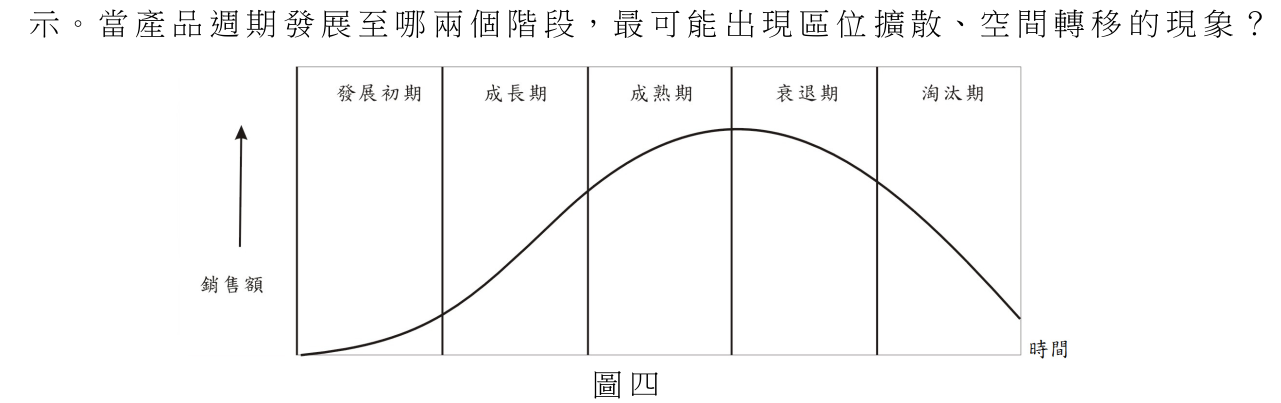 示。當產品週期發展至哪兩個階段，最可能出現區位擴散、空間轉移的現象？
發展初期 成長期 成熟期 衰退期 淘汰期
銷售額
時間
圖四